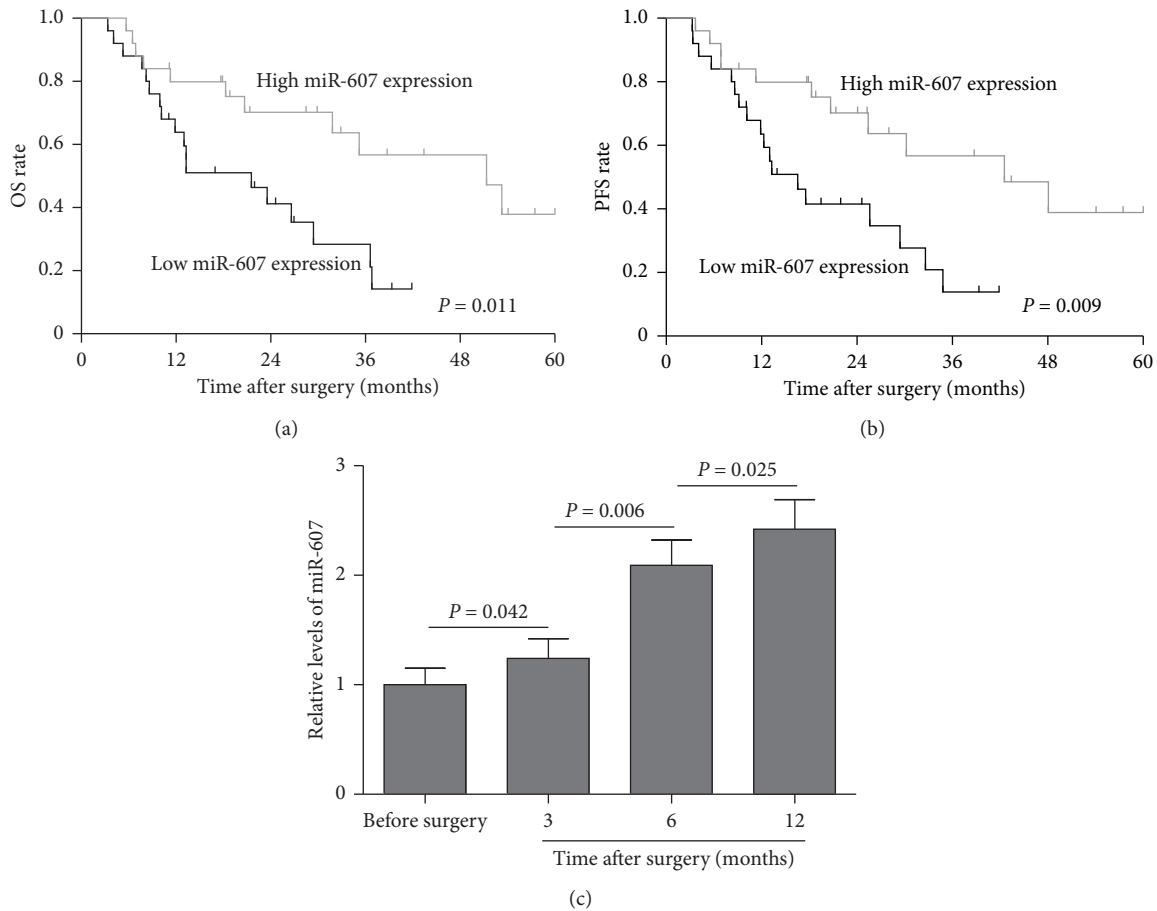 1.0
0.8
0.6
0.4
0.2
0
OS rate
High miR-607 expression
Low miR-607 expression
P = 0.011
0 12 24 36 48 60
Time after surgery (months)
(a)
1.0
0.8
0.6
0.4
0.2
0
PFS rate
High miR-607 expression
Low miR-607 expression
P = 0.009
0 12 24 36 48 60
Time after surgery (months)
(b)
3
2
1
0
Relative levels of miR-607
P = 0.042
P = 0.006
P = 0.025
Before surgery 3 6 12
Time after surgery (months)
(c)